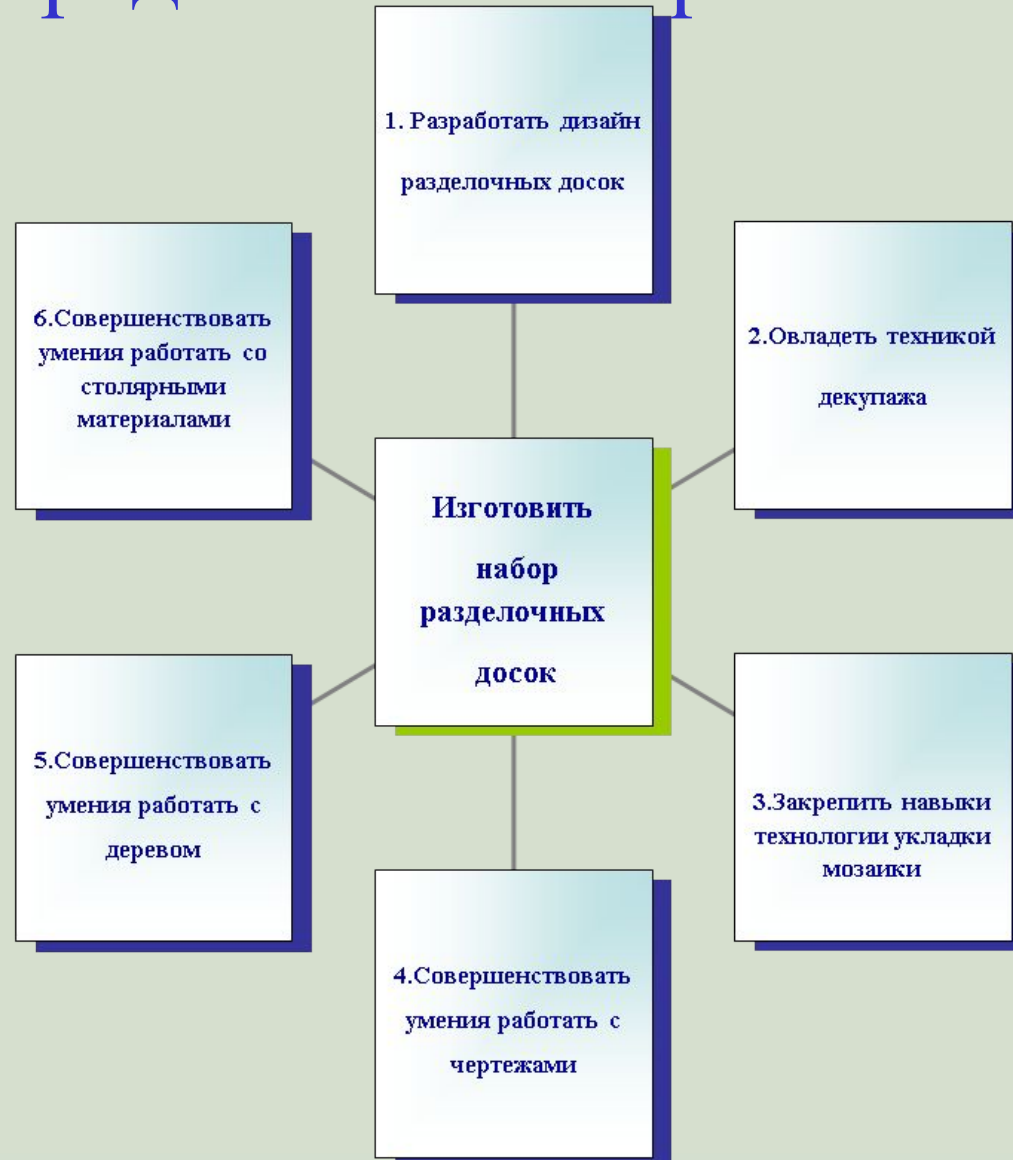 1. Разработать дизайн
разделочных досок
2.Овладеть техникой
декупажа
3.Закрепить навыки
технологии укладки
мозаики
4.Совершенствовать
умения работать с
чертежами
5.Совершенствовать
умения работать с
деревом
6.Совершенствовать
умения работать со
столярными
материалами
Изготовить
набор
разделочных
досок